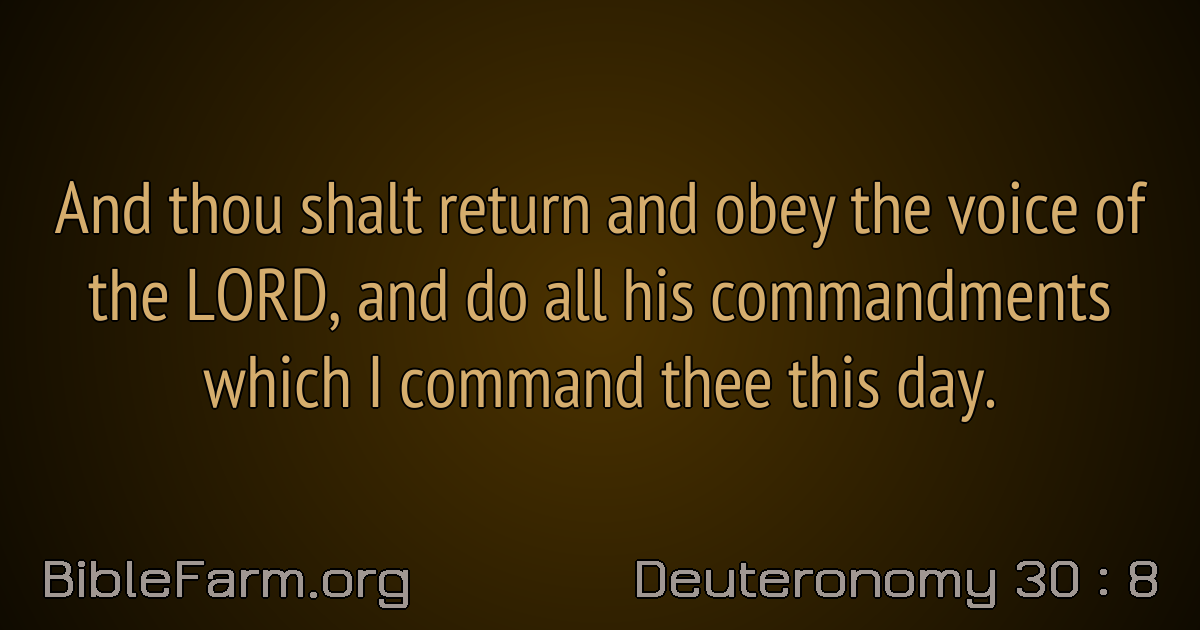 And thou shalt return and obey the voice of
the LORD, and do all his commandments
which I command thee this day.
BibleFarm.org
Deuteronomy 30 : 8